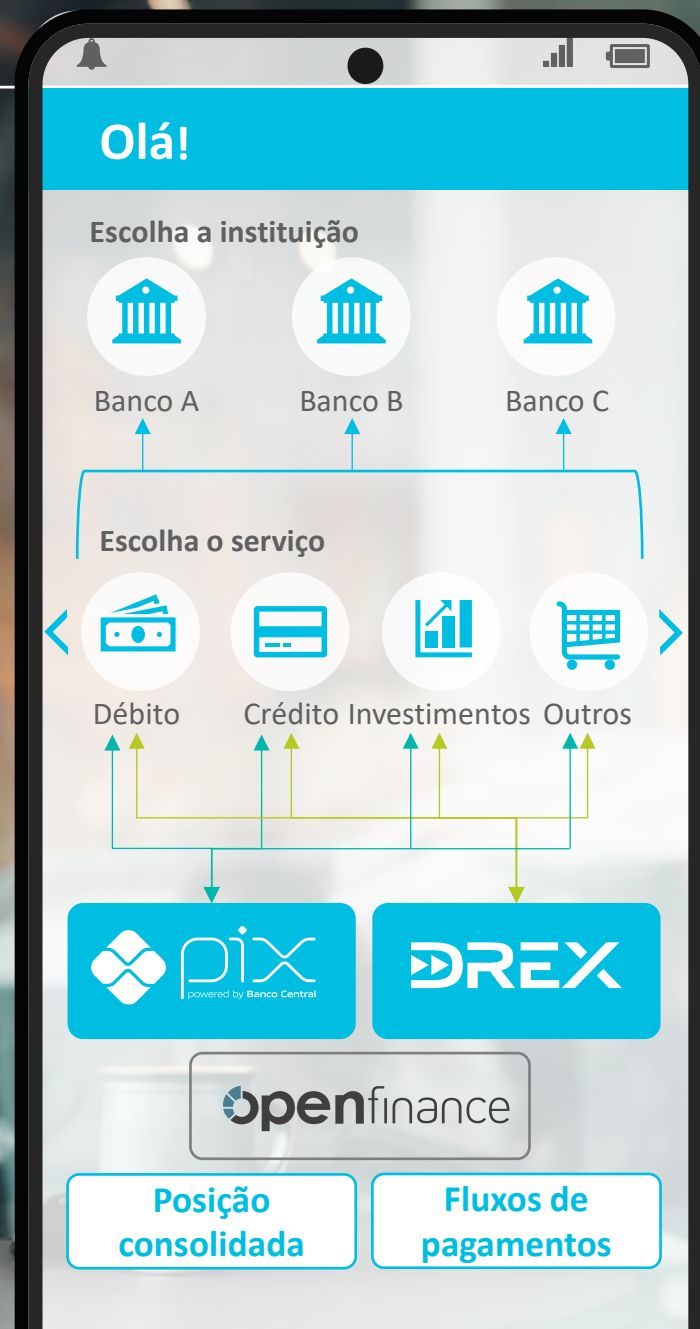 Olá!
Escolha a instituição
Banco A Banco B Banco C
Escolha o serviço
Débito Crédito Investimentos Outros
pix
powered by Banco Central
DREX
openfinance
Posição
consolidada
Fluxos de
pagamentos